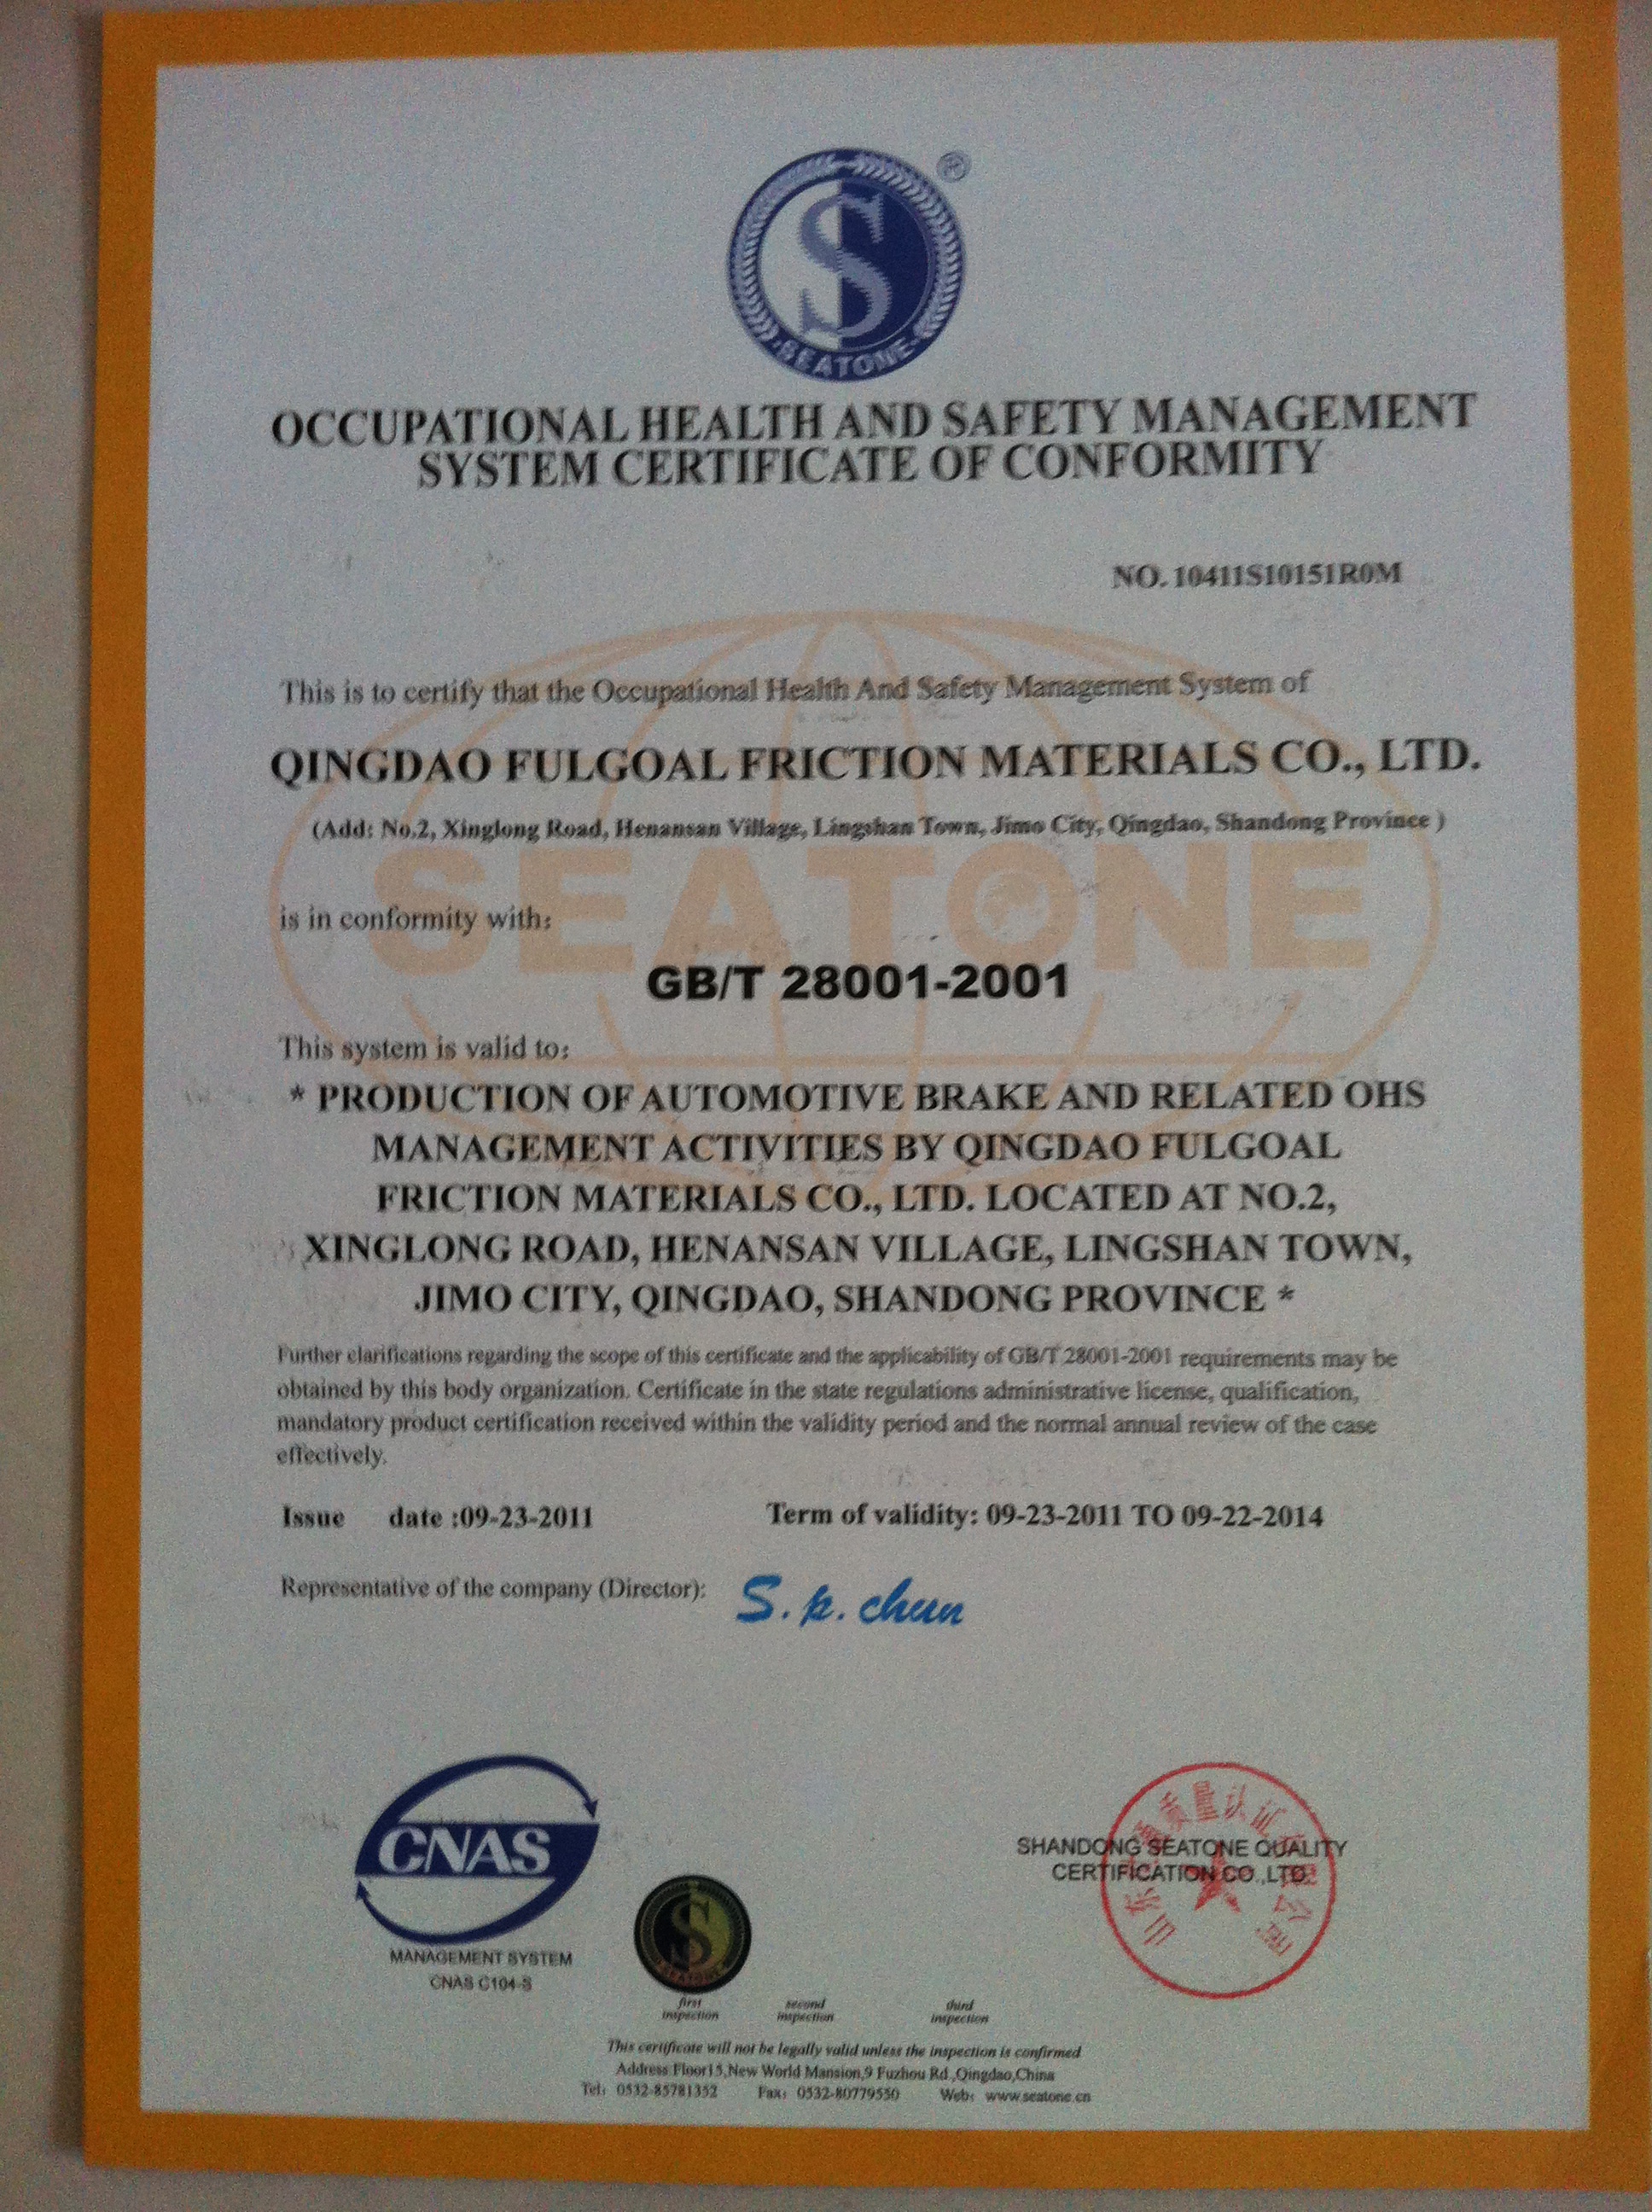 S
SEATONE
®
OCCUPATIONAL HEALTH AND SAFETY MANAGEMENT
SYSTEM CERTIFICATE OF CONFORMITY
NO. 10411S10151R0M
This is to certify that the Occupational Health And Safety Management System of
QINGDAO FULGOAL FRICTION MATERIALS CO., LTD.
(Add: No.2, Xinglong Road, Henansan Village, Lingshan Town, Jimo City, Qingdao, Shandong Province )
SEATONE
is in conformity with:
GB/T 28001-2001
This system is valid to:
* PRODUCTION OF AUTOMOTIVE BRAKE AND RELATED OHS
MANAGEMENT ACTIVITIES BY QINGDAO FULGOAL
FRICTION MATERIALS CO., LTD. LOCATED AT NO.2,
XINGLONG ROAD, HENANSAN VILLAGE, LINGSHAN TOWN,
JIMO CITY, QINGDAO, SHANDONG PROVINCE *
Further clarifications regarding the scope of this certificate and the applicability of GB/T 28001-2001 requirements may be
obtained by this body organization. Certificate in the state regulations administrative license, qualification,
mandatory product certification received within the validity period and the normal annual review of the case
effectively.
Issue date :09-23-2011 Term of validity: 09-23-2011 TO 09-22-2014
Representative of the company (Director): S. p. chun
CNAS
MANAGEMENT SYSTEM
CNAS C104-S
S
SEATONE
SHANDONG SEATONE QUALITY
CERTIFICATION CO .,LTD.
first inspection second inspection third inspection
This certificate will not be legally valid unless the inspection is confirmed
Address:Floor15,New World Mansion,9 Fuzhou Rd.,Qingdao,China
Tel: 0532-85781352 Fax: 0532-80779550 Web: www.seatone.cn